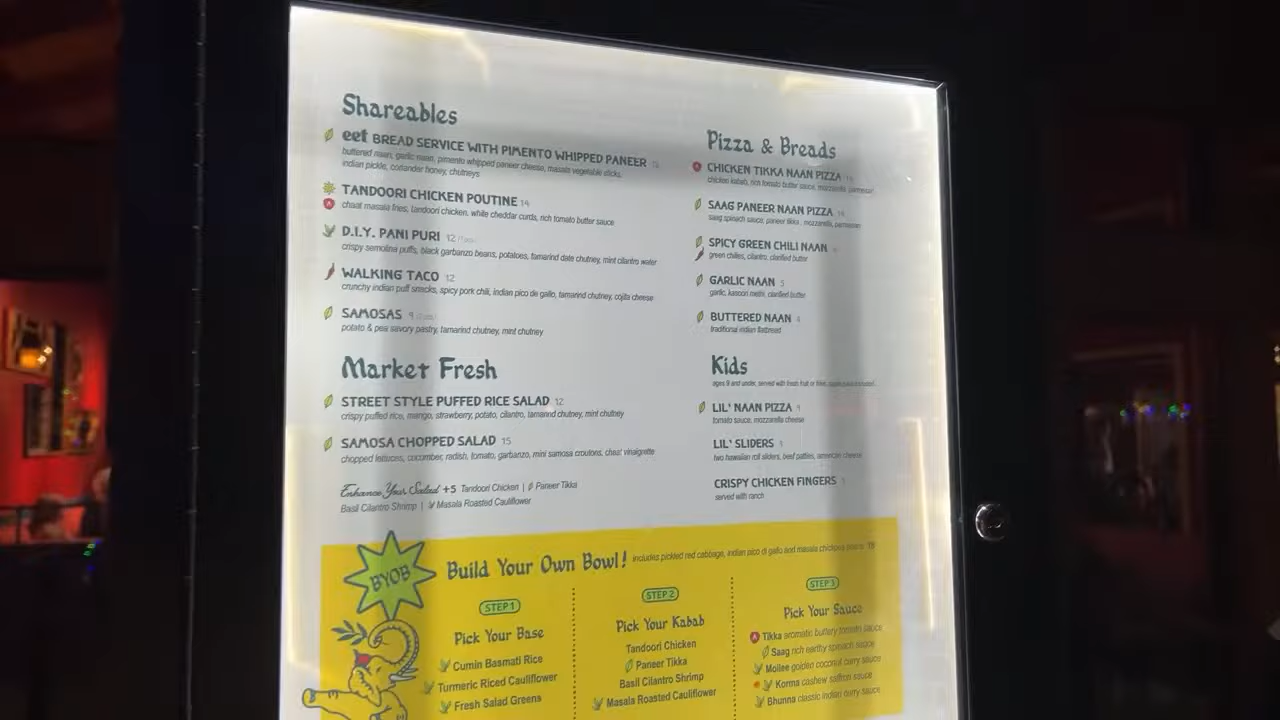 Shareables
eet BREAD SERVICE WITH PIMENTO WHIPPED PANEER
buttered naan, garlic naan, pimento whipped paneer cheese, masala vegetable sticks,
indian pickle, coriander honey, chutneys
TANDOORI CHICKEN POUTINE 14
chaat masala fries, tandoori chicken, white cheddar curds, rich tomato butter sauce
D.I.Y. PANI PURI 12
crispy semolina puffs, black garbanzo beans, potatoes, tamarind date chutney, mint cilantro water
WALKING TACO 12
crunchy indian puff snacks, spicy pork chili, indian pico de gallo, tamarind chutney, cojita cheese
SAMOSAS 9
potato & pea savory pastry, tamarind chutney, mint chutney
Market Fresh
STREET STYLE PUFFED RICE SALAD 12
crispy puffed rice, mango, strawberry, potato, cilantro, tamarind chutney, mint chutney
SAMOSA CHOPPED SALAD 15
chopped lettuces, cucumber, radish, tomato, garbanzo, mini samosa croutons, chaat vinaigrette
Enhance Your Salad +5 Tandoori Chicken | Paneer Tikka
Basil Cilantro Shrimp | Masala Roasted Cauliflower
Pizza & Breads
CHICKEN TIKKA NAAN PIZZA
chicken kabab, rich tomato butter sauce, mozzarella, parmesan
SAAG PANEER NAAN PIZZA
saag spinach sauce, paneer tikka, mozzarella, parmesan
SPICY GREEN CHILI NAAN
green chilies, cilantro, clarified butter
GARLIC NAAN 5
garlic, kasoori methi, clarified butter
BUTTERED NAAN 4
traditional indian flatbread
Kids
ages 9 and under, served with fresh fruit or fries,
LIL' NAAN PIZZA
tomato sauce, mozzarella cheese
LIL' SLIDERS
two hawaiian roll sliders, beef patties, american cheese
CRISPY CHICKEN FINGERS
served with ranch
BYOB
Build Your Own Bowl! includes pickled red cabbage, indian pico di gallo and masala chickpea
STEP 1
Pick Your Base
Cumin Basmati Rice
Turmeric Riced Cauliflower
Fresh Salad Greens
STEP 2
Pick Your Kabab
Tandoori Chicken
Paneer Tikka
Basil Cilantro Shrimp
Masala Roasted Cauliflower
STEP 3
Pick Your Sauce
Tikka aromatic buttery tomato sauce
Saag rich earthy spinach sauce
Moilee golden coconut curry sauce
Korma cashew saffron sauce
Bhunna classic indian curry sauce